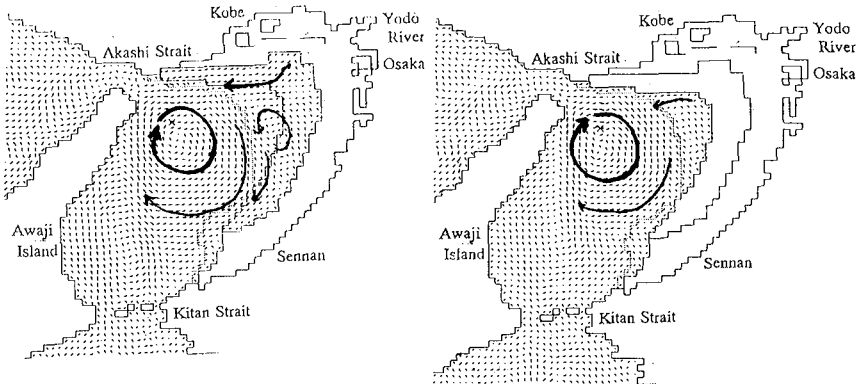 Kobe
Yodo
River
Akashi Strait
Osaka
Awaji
Island
Sennan
Kitan Strait
Kobe
Yodo
River
Akashi Strait
Osaka
Awaji
Island
Sennan
Kitan Strait